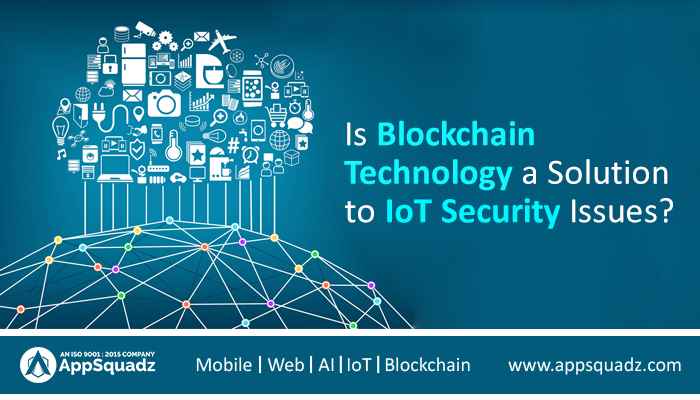 Is Blockchain
Technology a Solution
to IoT Security Issues?
AN ISO 9001 : 2015 COMPANY
AppSquadz
Mobile | Web | AI | IoT | Blockchain
www.appsquadz.com